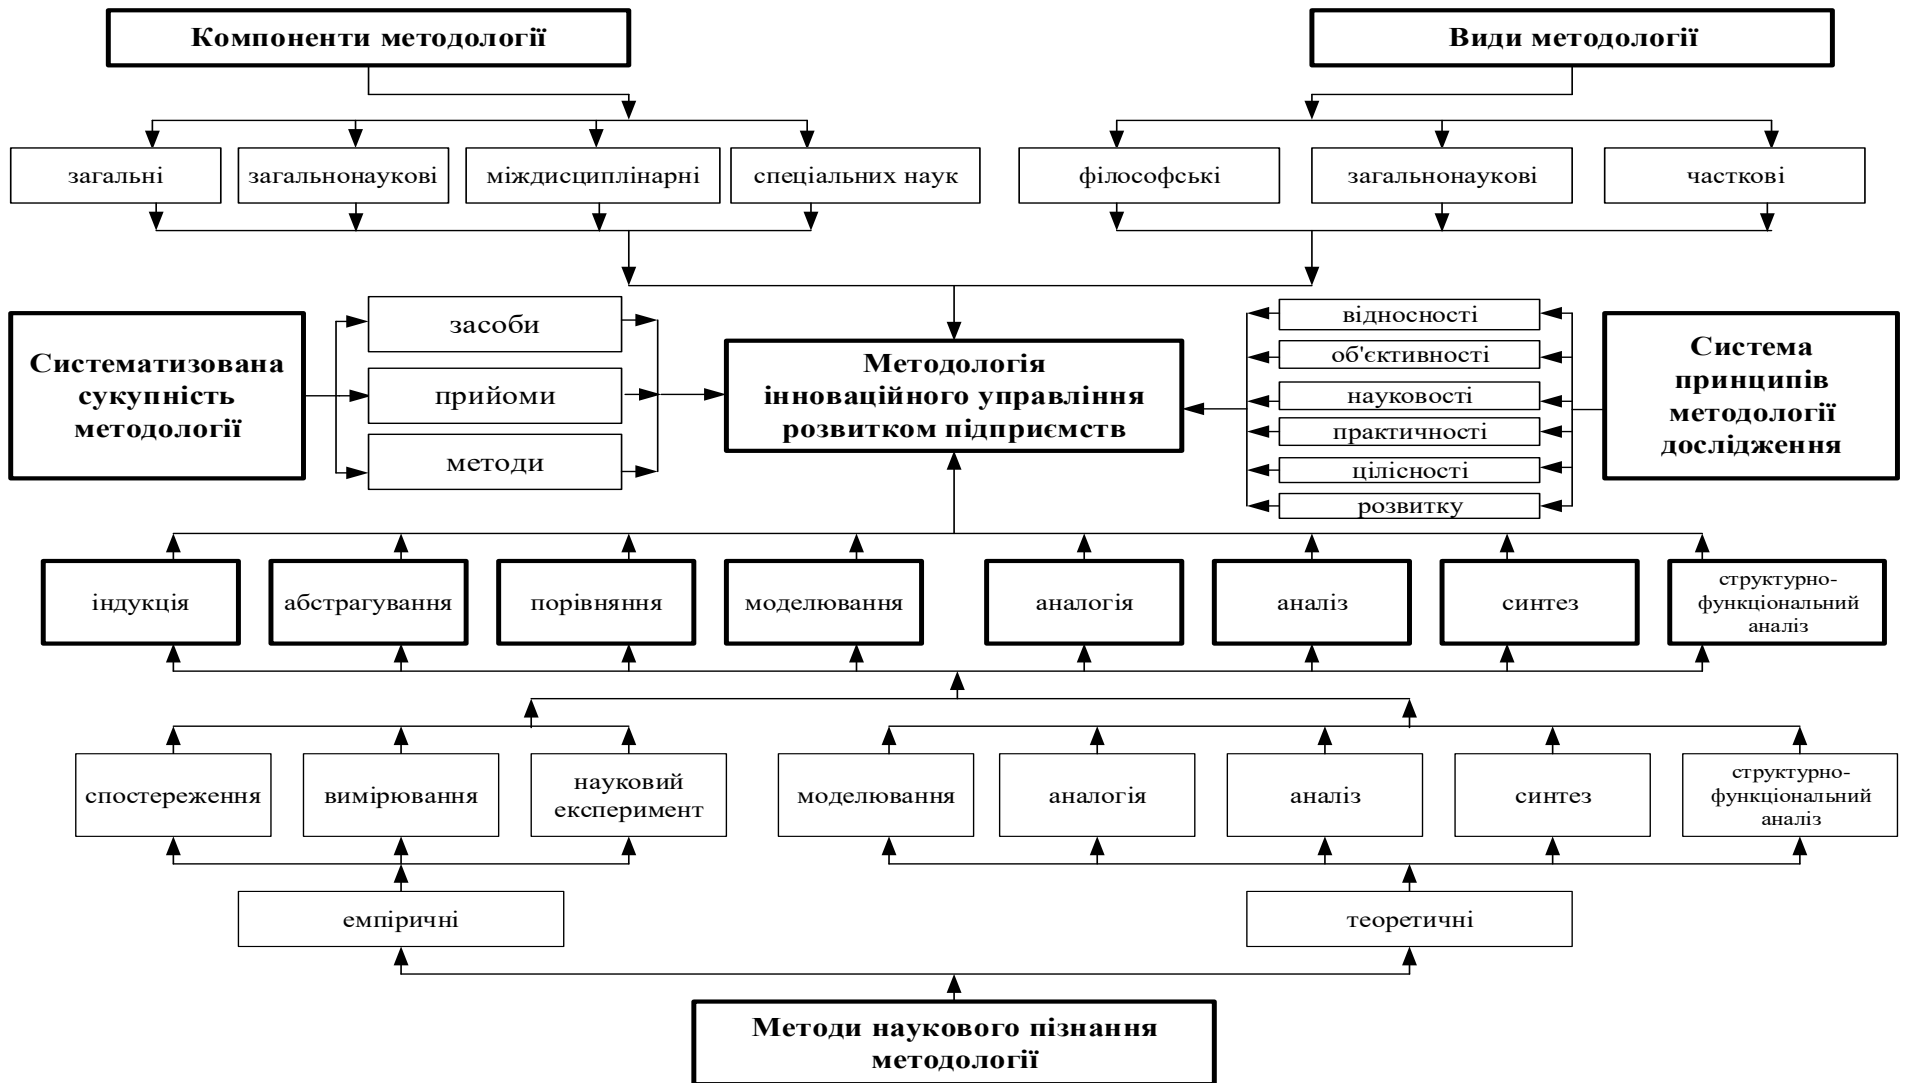 Компоненти методології
Види методології
загальні
загальнонаукові
міждисциплінарні
спеціальних наук
філософські
загальнонаукові
часткові
Систематизована
сукупність
методології
засоби
прийоми
методи
Методологія
інноваційного управління
розвитком підприємств
відносності
об'єктивності
науковості
практичності
цілісності
розвитку
Система
принципів
методології
дослідження
індукція
абстрагування
порівняння
моделювання
аналогія
аналіз
синтез
структурно-
функціональний
аналіз
спостереження
вимірювання
науковий
експеримент
моделювання
аналогія
аналіз
синтез
структурно-
функціональний
аналіз
емпіричні
теоретичні
Методи наукового пізнання
методології